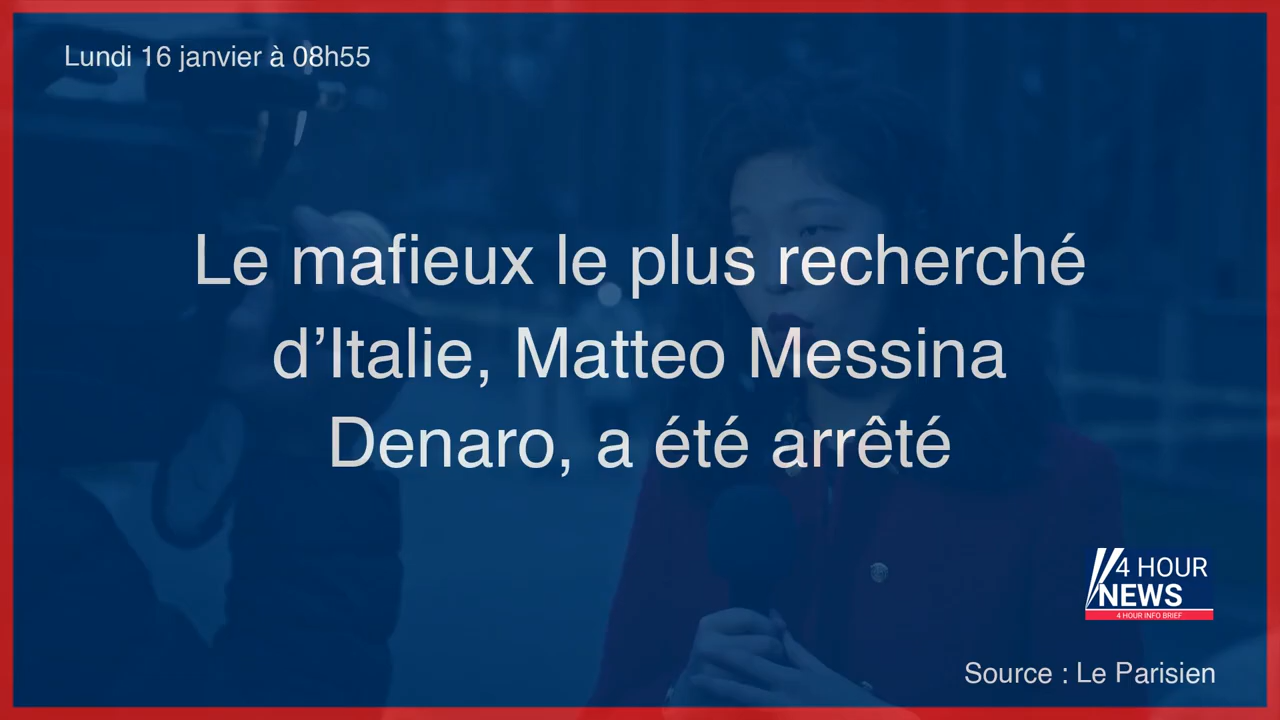 Lundi 16 janvier à 08h55
Le mafieux le plus recherché
d’Italie, Matteo Messina
Denaro, a été arrêté
4 HOUR
NEWS
4 HOUR INFO BRIEF
Source : Le Parisien